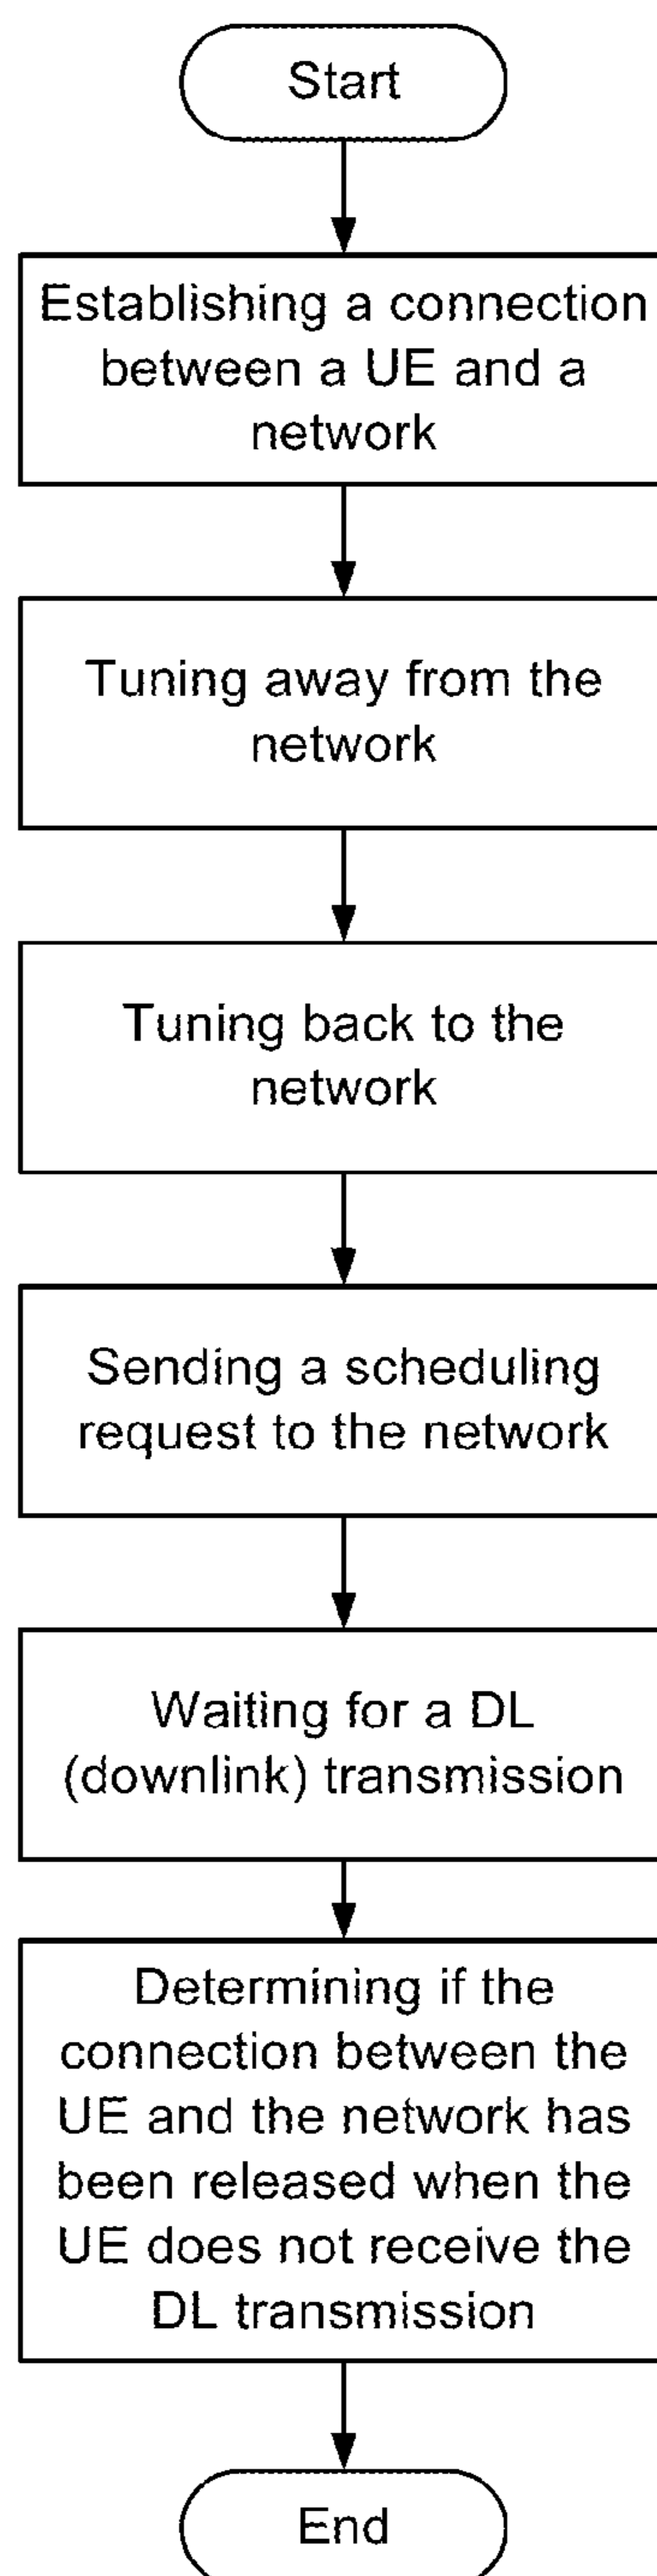 Start
Establishing a connection
between a UE and a
network
Tuning away from the
network
Tuning back to the
network
Sending a scheduling
request to the network
Waiting for a DL
(downlink) transmission
Determining if the
connection between the
UE and the network has
been released when the
UE does not receive the
DL transmission
End